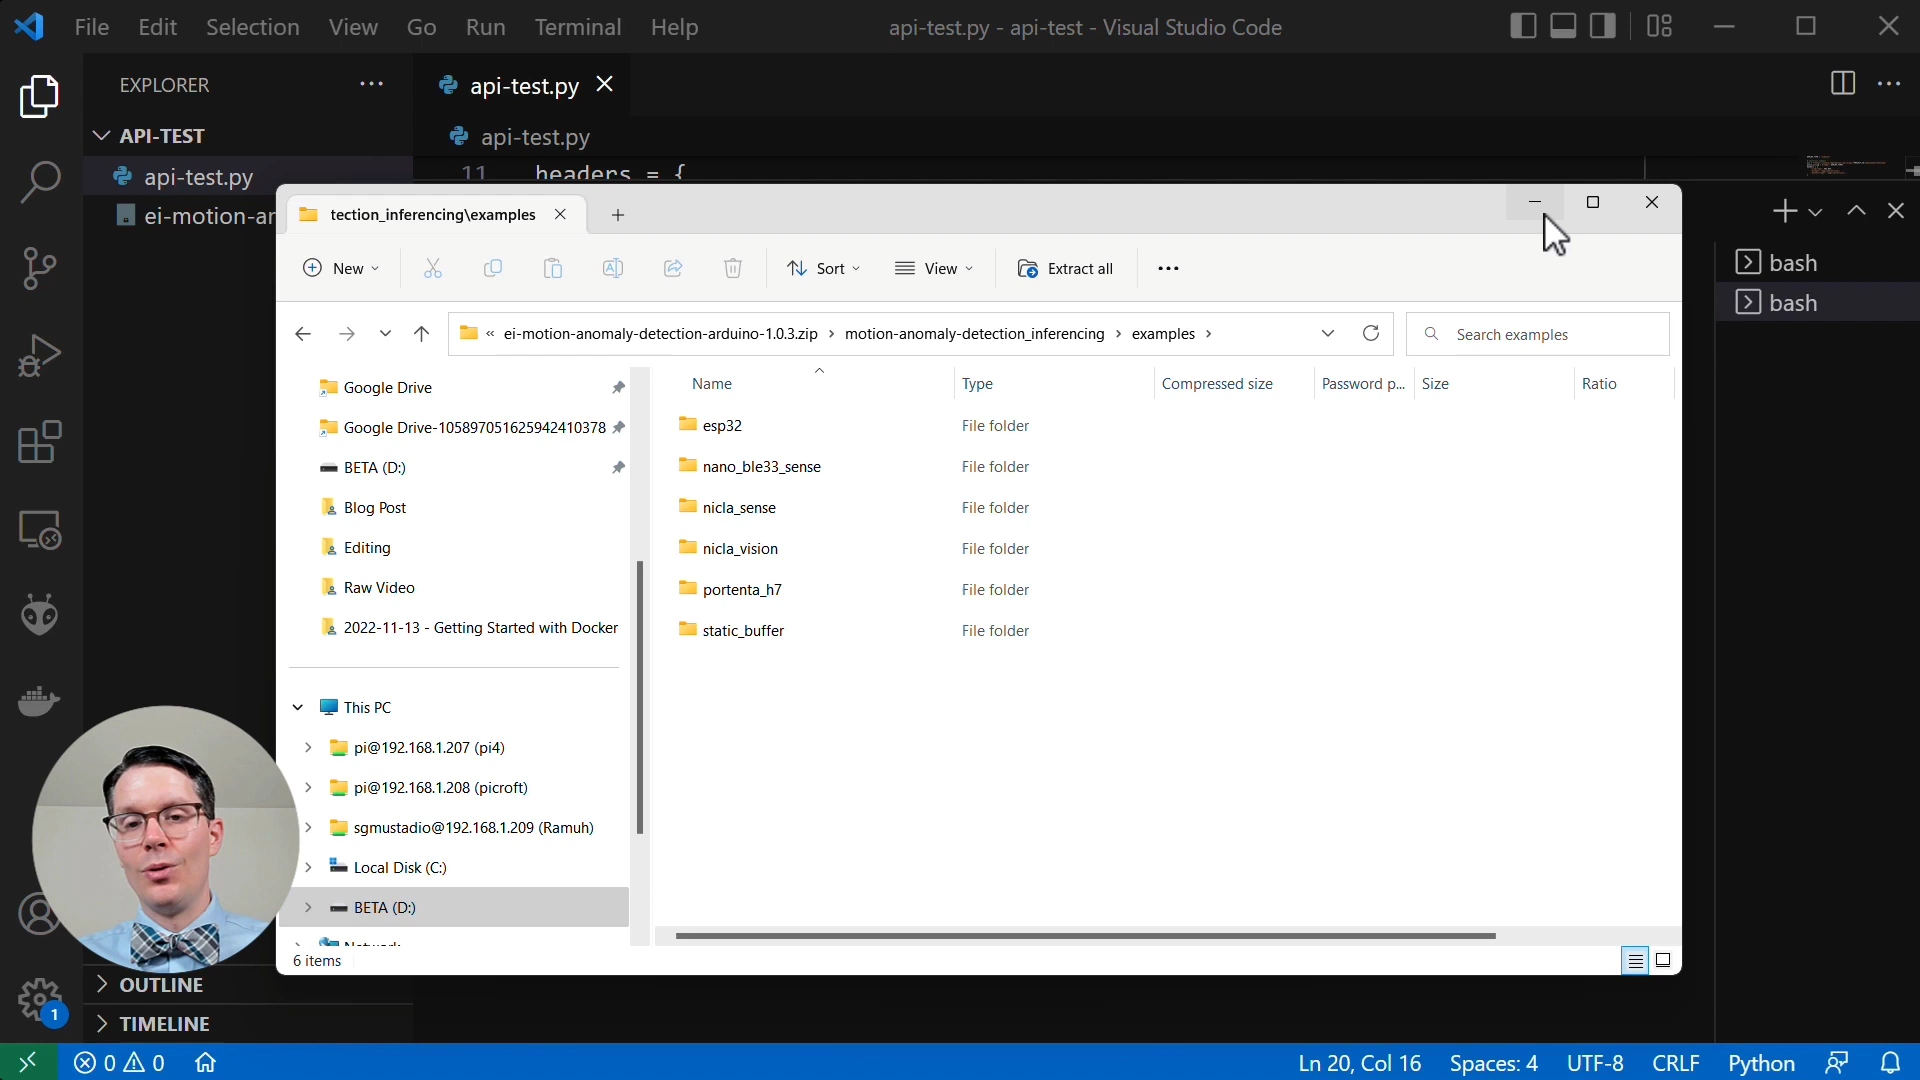 File Edit Selection View Go Run Terminal Help api-test.py - api-test - Visual Studio Code
EXPLORER
api-test.py
API-TEST
api-test.py
api-test.py
ei-motion-ar
11 headers = {
tection_inferencing\examples
New
Sort
View
Extract all
« ei-motion-anomaly-detection-arduino-1.0.3.zip > motion-anomaly-detection_inferencing > examples >
Search examples
bash
bash
Google Drive
Google Drive-105897051625942410378
BETA (D:)
Blog Post
Editing
Raw Video
2022-11-13 - Getting Started with Docker
This PC
pi@192.168.1.207 (pi4)
pi@192.168.1.208 (picroft)
sgmustadio@192.168.1.209 (Ramuh)
Local Disk (C:)
BETA (D:)
Name Type Compressed size Password p... Size Ratio
esp32 File folder
nano_ble33_sense File folder
nicla_sense File folder
nicla_vision File folder
portenta_h7 File folder
static_buffer File folder
6 items
OUTLINE
TIMELINE
1
0 0 Ln 20, Col 16 Spaces: 4 UTF-8 CRLF Python